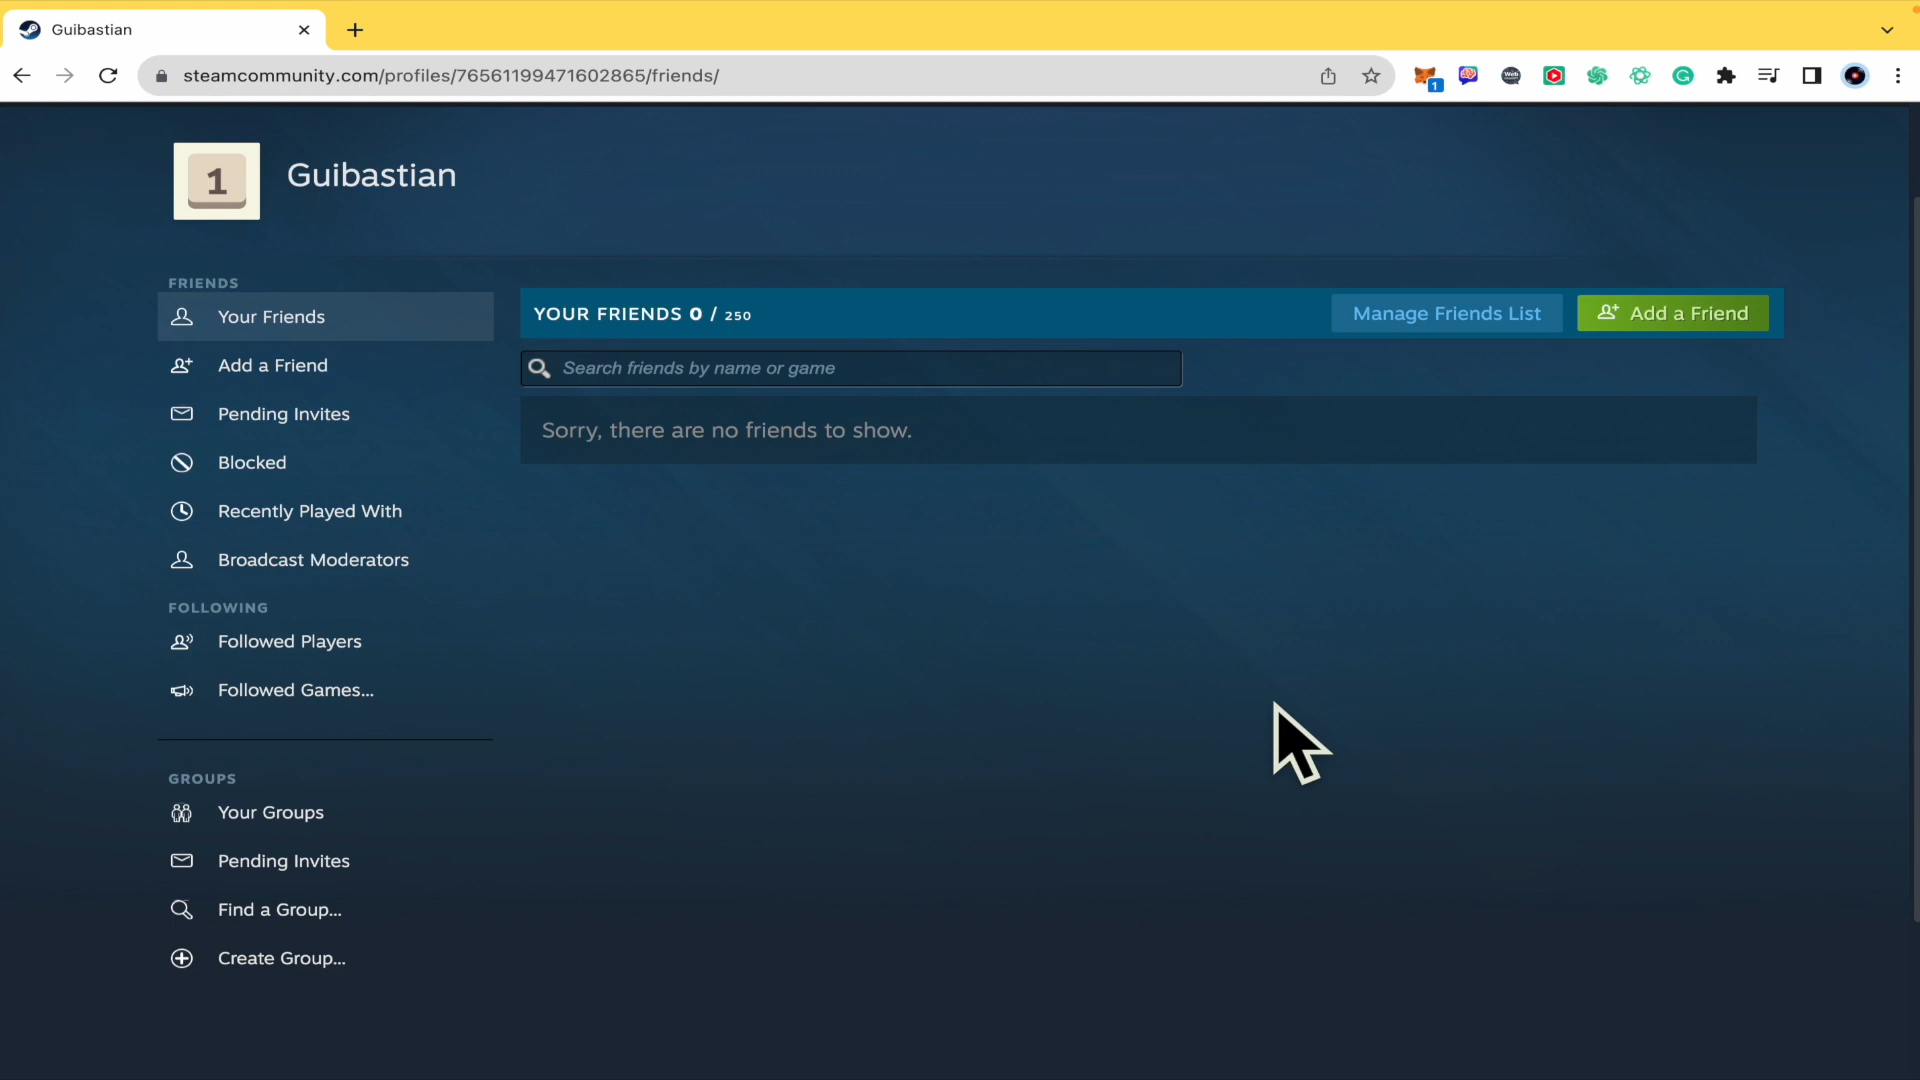 Guibastian
steamcommunity.com/profiles/76561199471602865/friends/
1
1
Guibastian
FRIENDS
Your Friends
Add a Friend
Pending Invites
Blocked
Recently Played With
Broadcast Moderators
FOLLOWING
Followed Players
Followed Games...
GROUPS
Your Groups
Pending Invites
Find a Group...
Create Group...
YOUR FRIENDS 0 / 250
Manage Friends List
Add a Friend
Search friends by name or game
Sorry, there are no friends to show.